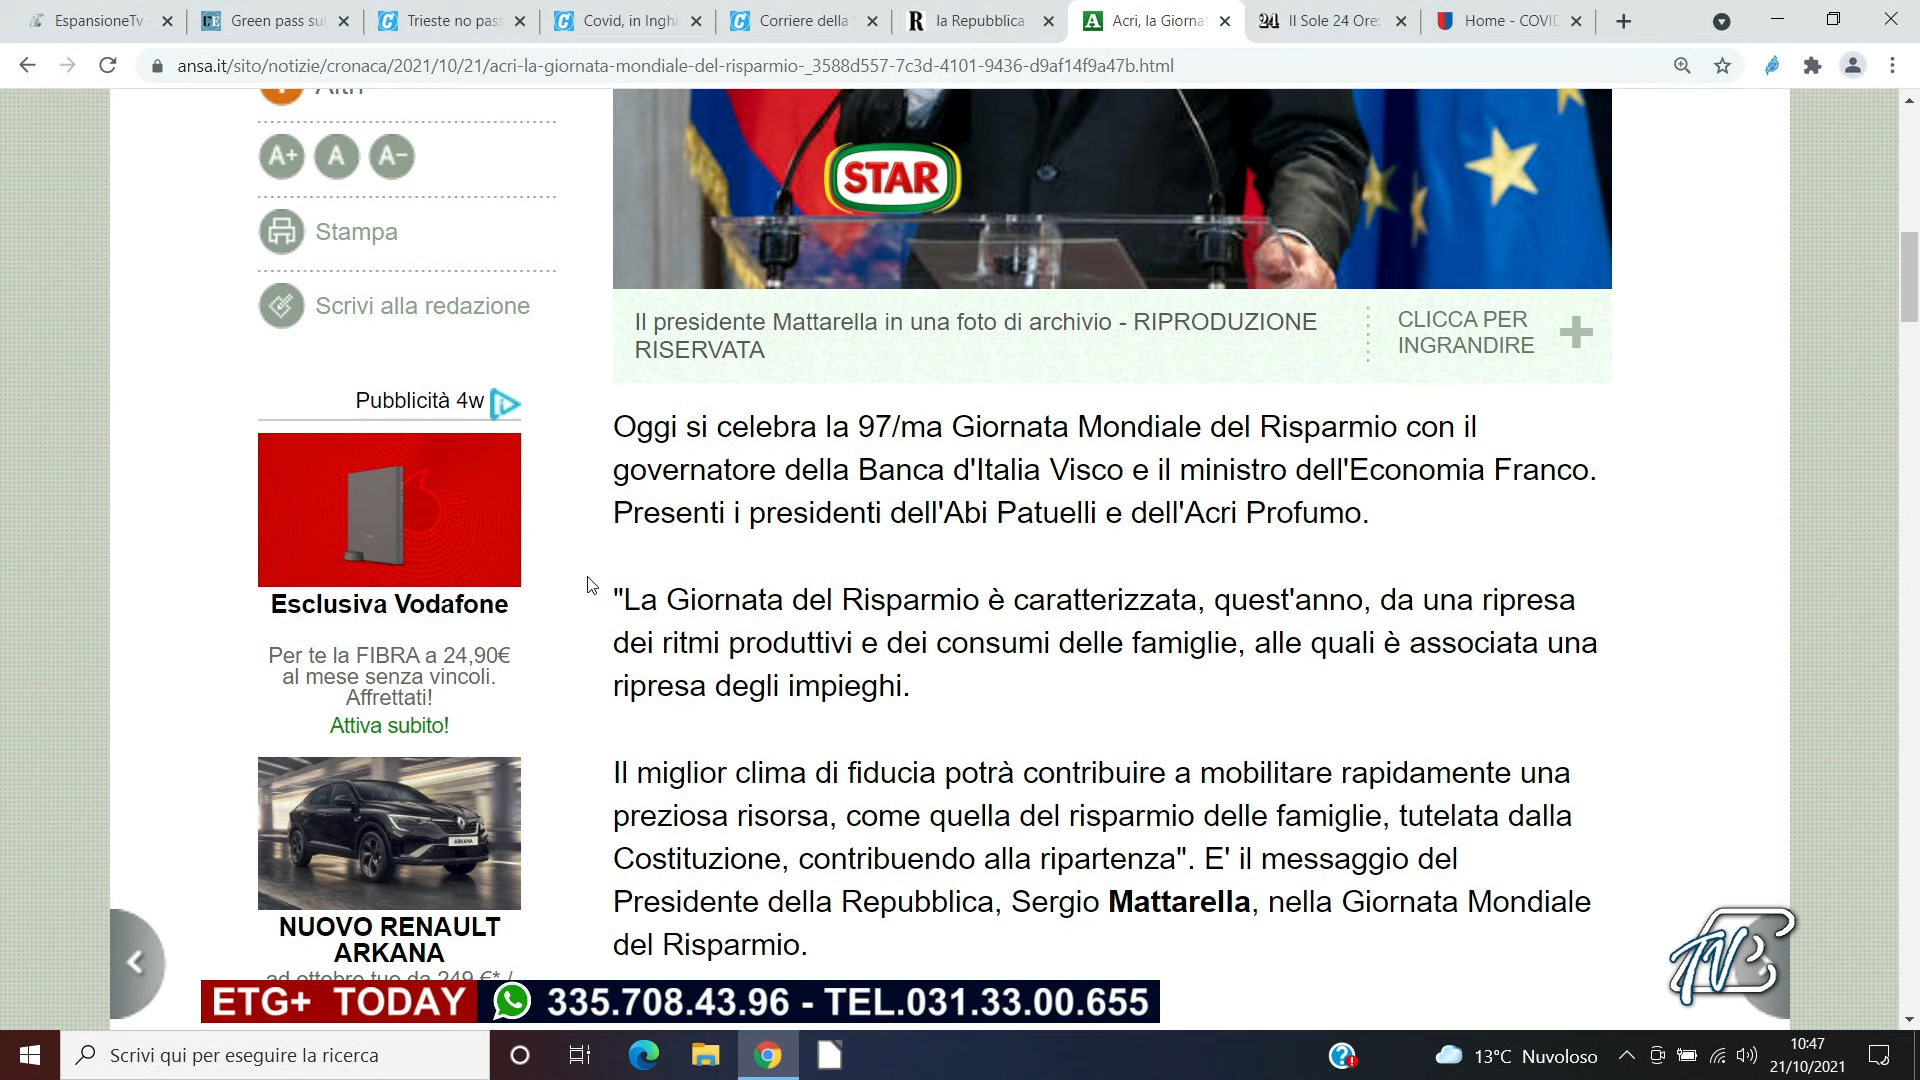 EspansioneTv
Green pass su
Trieste no pass
Covid, in Inghi
Corriere della
la Repubblica
Acri, la Giorna
Il Sole 24 Ore:
Home - COVID
ansa.it/sito/notizie/cronaca/2021/10/21/acri-la-giornata-mondiale-del-risparmio-_3588d557-7c3d-4101-9436-d9af14f9a47b.html
Altri
A+ A A-
Stampa
Scrivi alla redazione
STAR
Il presidente Mattarella in una foto di archivio - RIPRODUZIONE
RISERVATA
CLICCA PER
INGRANDIRE
Pubblicità 4w
Esclusiva Vodafone
Per te la FIBRA a 24,90€
al mese senza vincoli.
Affrettati!
Attiva subito!
ARKANA
NUOVO RENAULT
ARKANA
ad ottobre tuo da 249 €* /
Oggi si celebra la 97/ma Giornata Mondiale del Risparmio con il
governatore della Banca d'Italia Visco e il ministro dell'Economia Franco.
Presenti i presidenti dell'Abi Patuelli e dell'Acri Profumo.
"La Giornata del Risparmio è caratterizzata, quest'anno, da una ripresa
dei ritmi produttivi e dei consumi delle famiglie, alle quali è associata una
ripresa degli impieghi.
Il miglior clima di fiducia potrà contribuire a mobilitare rapidamente una
preziosa risorsa, come quella del risparmio delle famiglie, tutelata dalla
Costituzione, contribuendo alla ripartenza". E' il messaggio del
Presidente della Repubblica, Sergio Mattarella, nella Giornata Mondiale
del Risparmio.
ETG+ TODAY 335.708.43.96 - TEL.031.33.00.655
Scrivi qui per eseguire la ricerca
13°C Nuvoloso
10:47
21/10/2021